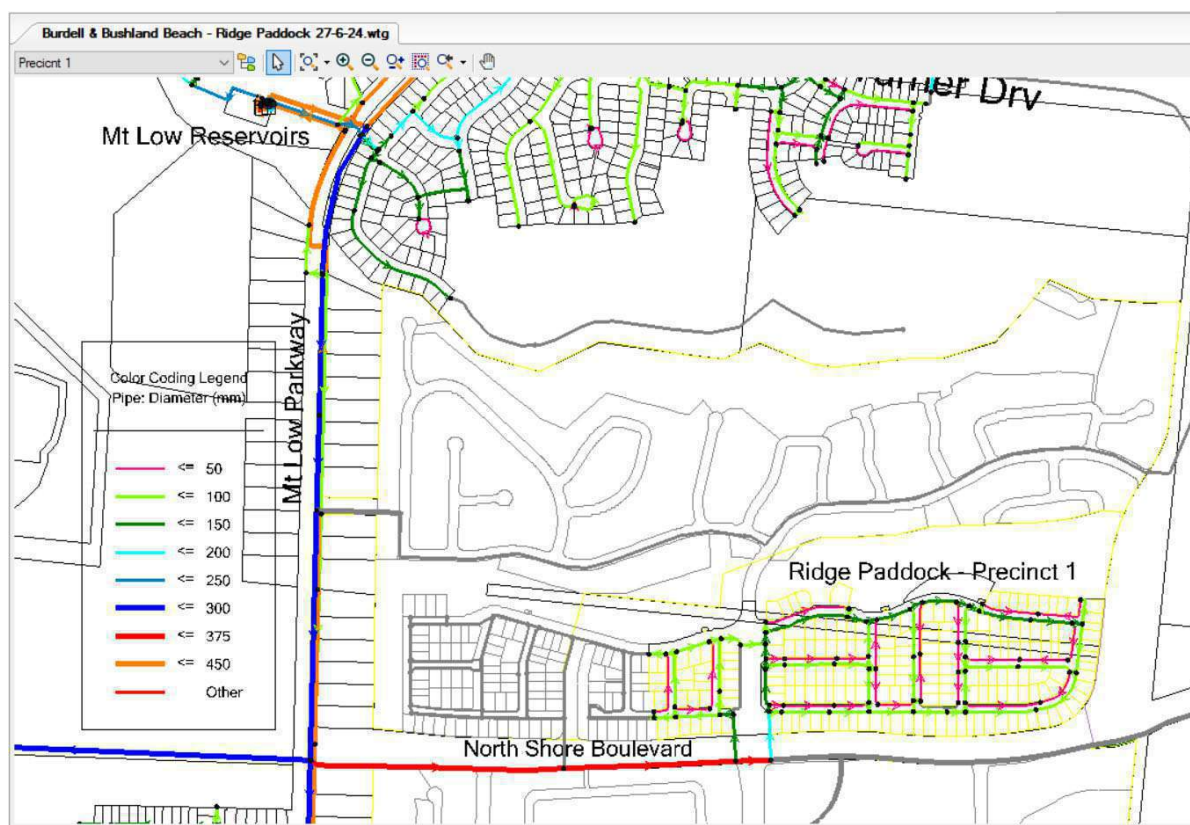 Burdell & Bushland Beach - Ridge Paddock 27-6-24.wtg
Precicnt 1
Mt Low Reservoirs
Drv
Mt Low Parkway
Color Coding Legend
Pipe: Diameter (mm)
<= 50
<= 100
<= 150
<= 200
<= 250
<= 300
<= 375
<= 450
Other
Ridge Paddock - Precinct 1
North Shore Boulevard